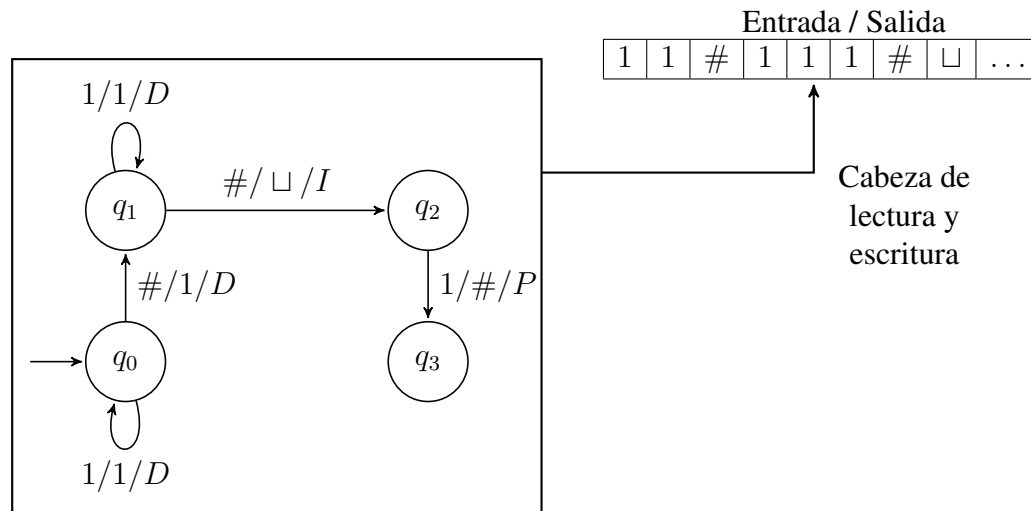 Entrada / Salida
1 1 # 1 1 1 # ⊔ …
1/1/D
#/ ⊔ /I
q₁
q₂
Cabeza de
lectura y
escritura
#/1/D
1/#/P
q₀
q₃
1/1/D